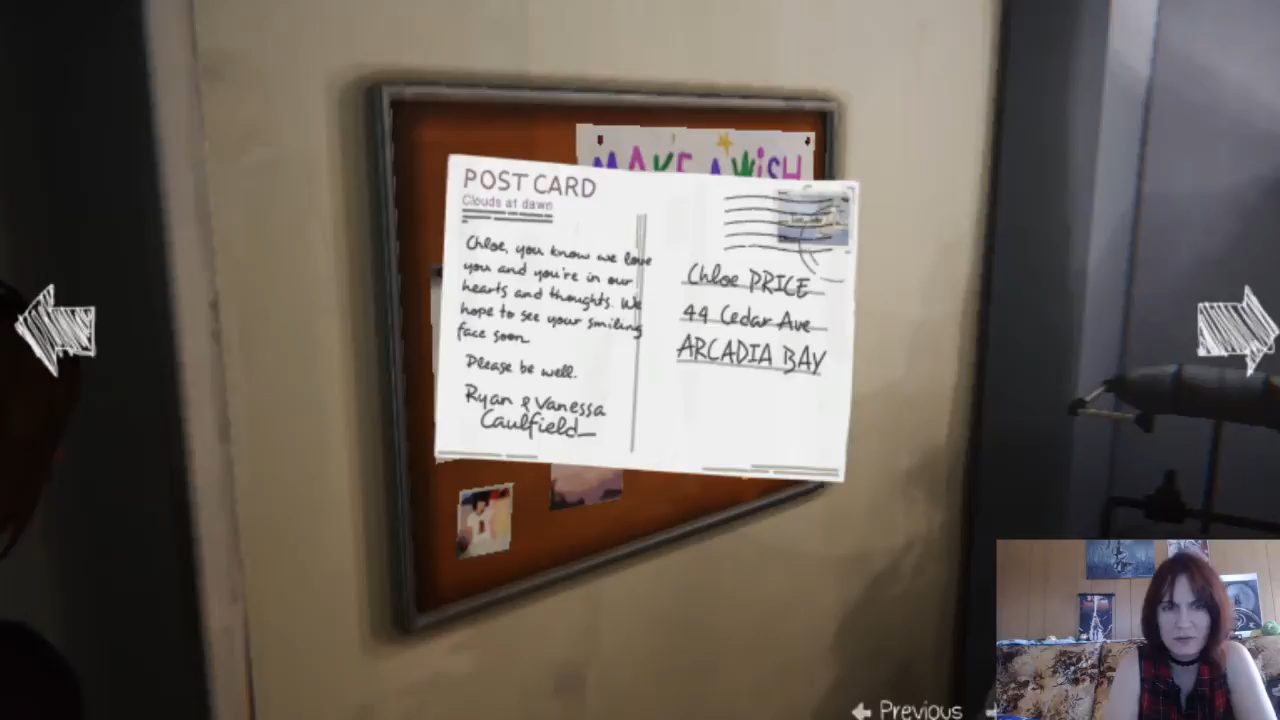 MAKE A WISH
POST CARD
Clouds at dawn
Chloe, you know we love
you and you're in our
hearts and thoughts. We
hope to see your smiling
face soon.
Please be well.
Ryan & Vanessa
Caulfield
Chloe PRICE
44 Cedar Ave
ARCADIA BAY
Previous